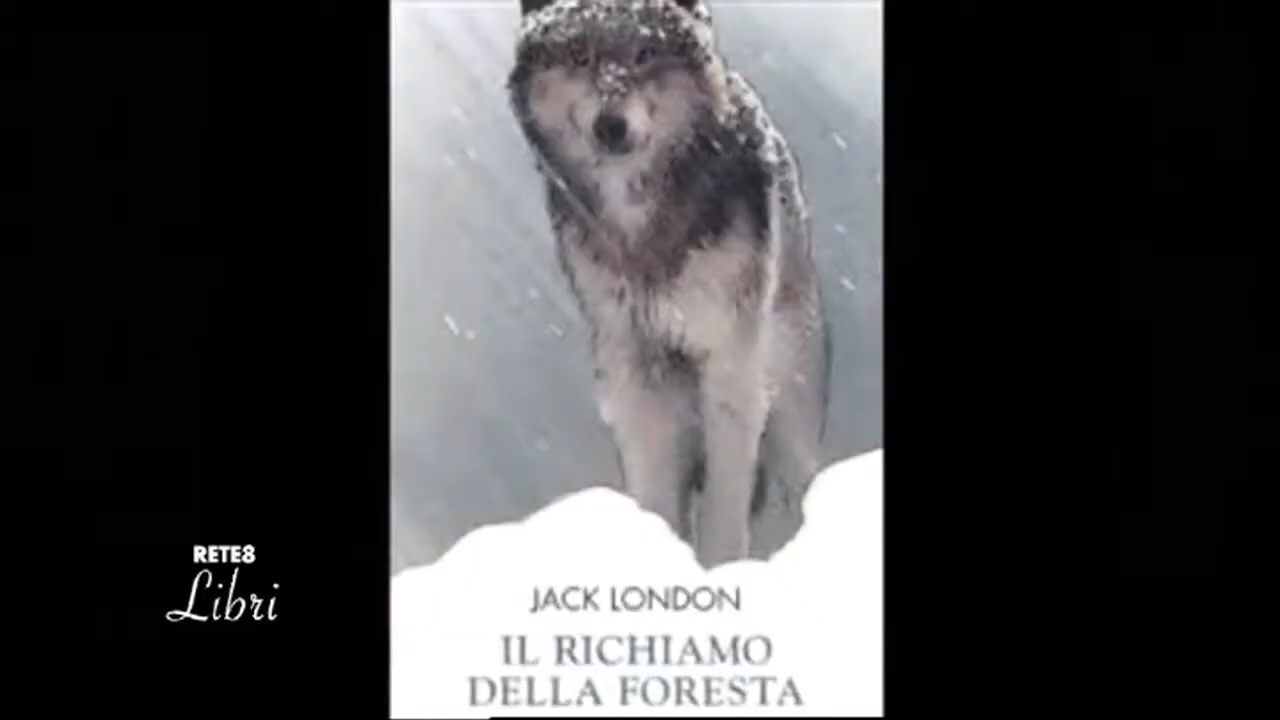 RETE8
Libri
JACK LONDON
IL RICHIAMO
DELLA FORESTA